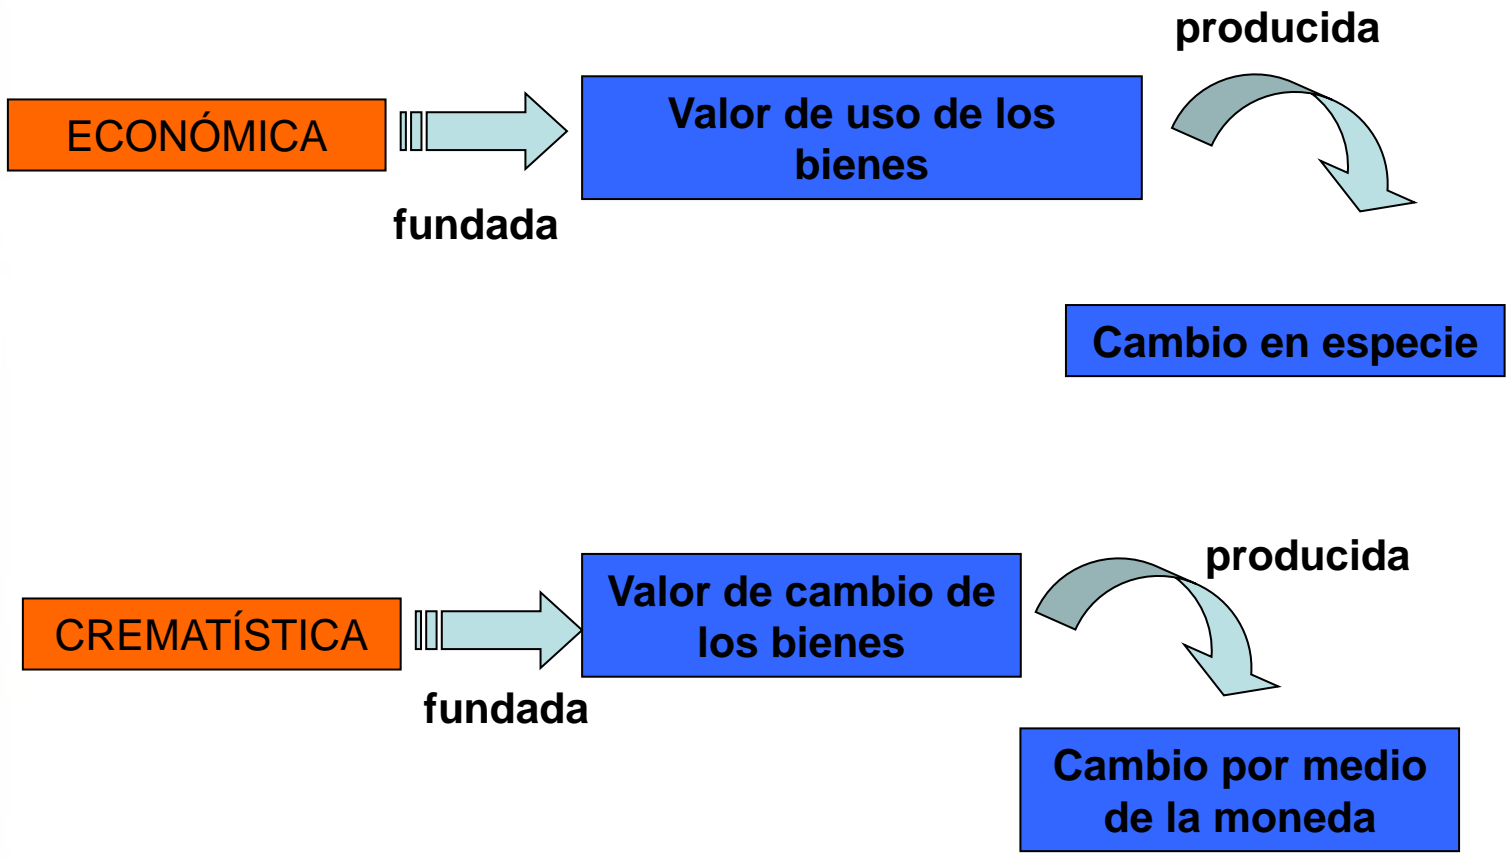 producida
ECONÓMICA
Valor de uso de los
bienes
fundada
Cambio en especie
producida
CREMATÍSTICA
Valor de cambio de
los bienes
fundada
Cambio por medio
de la moneda